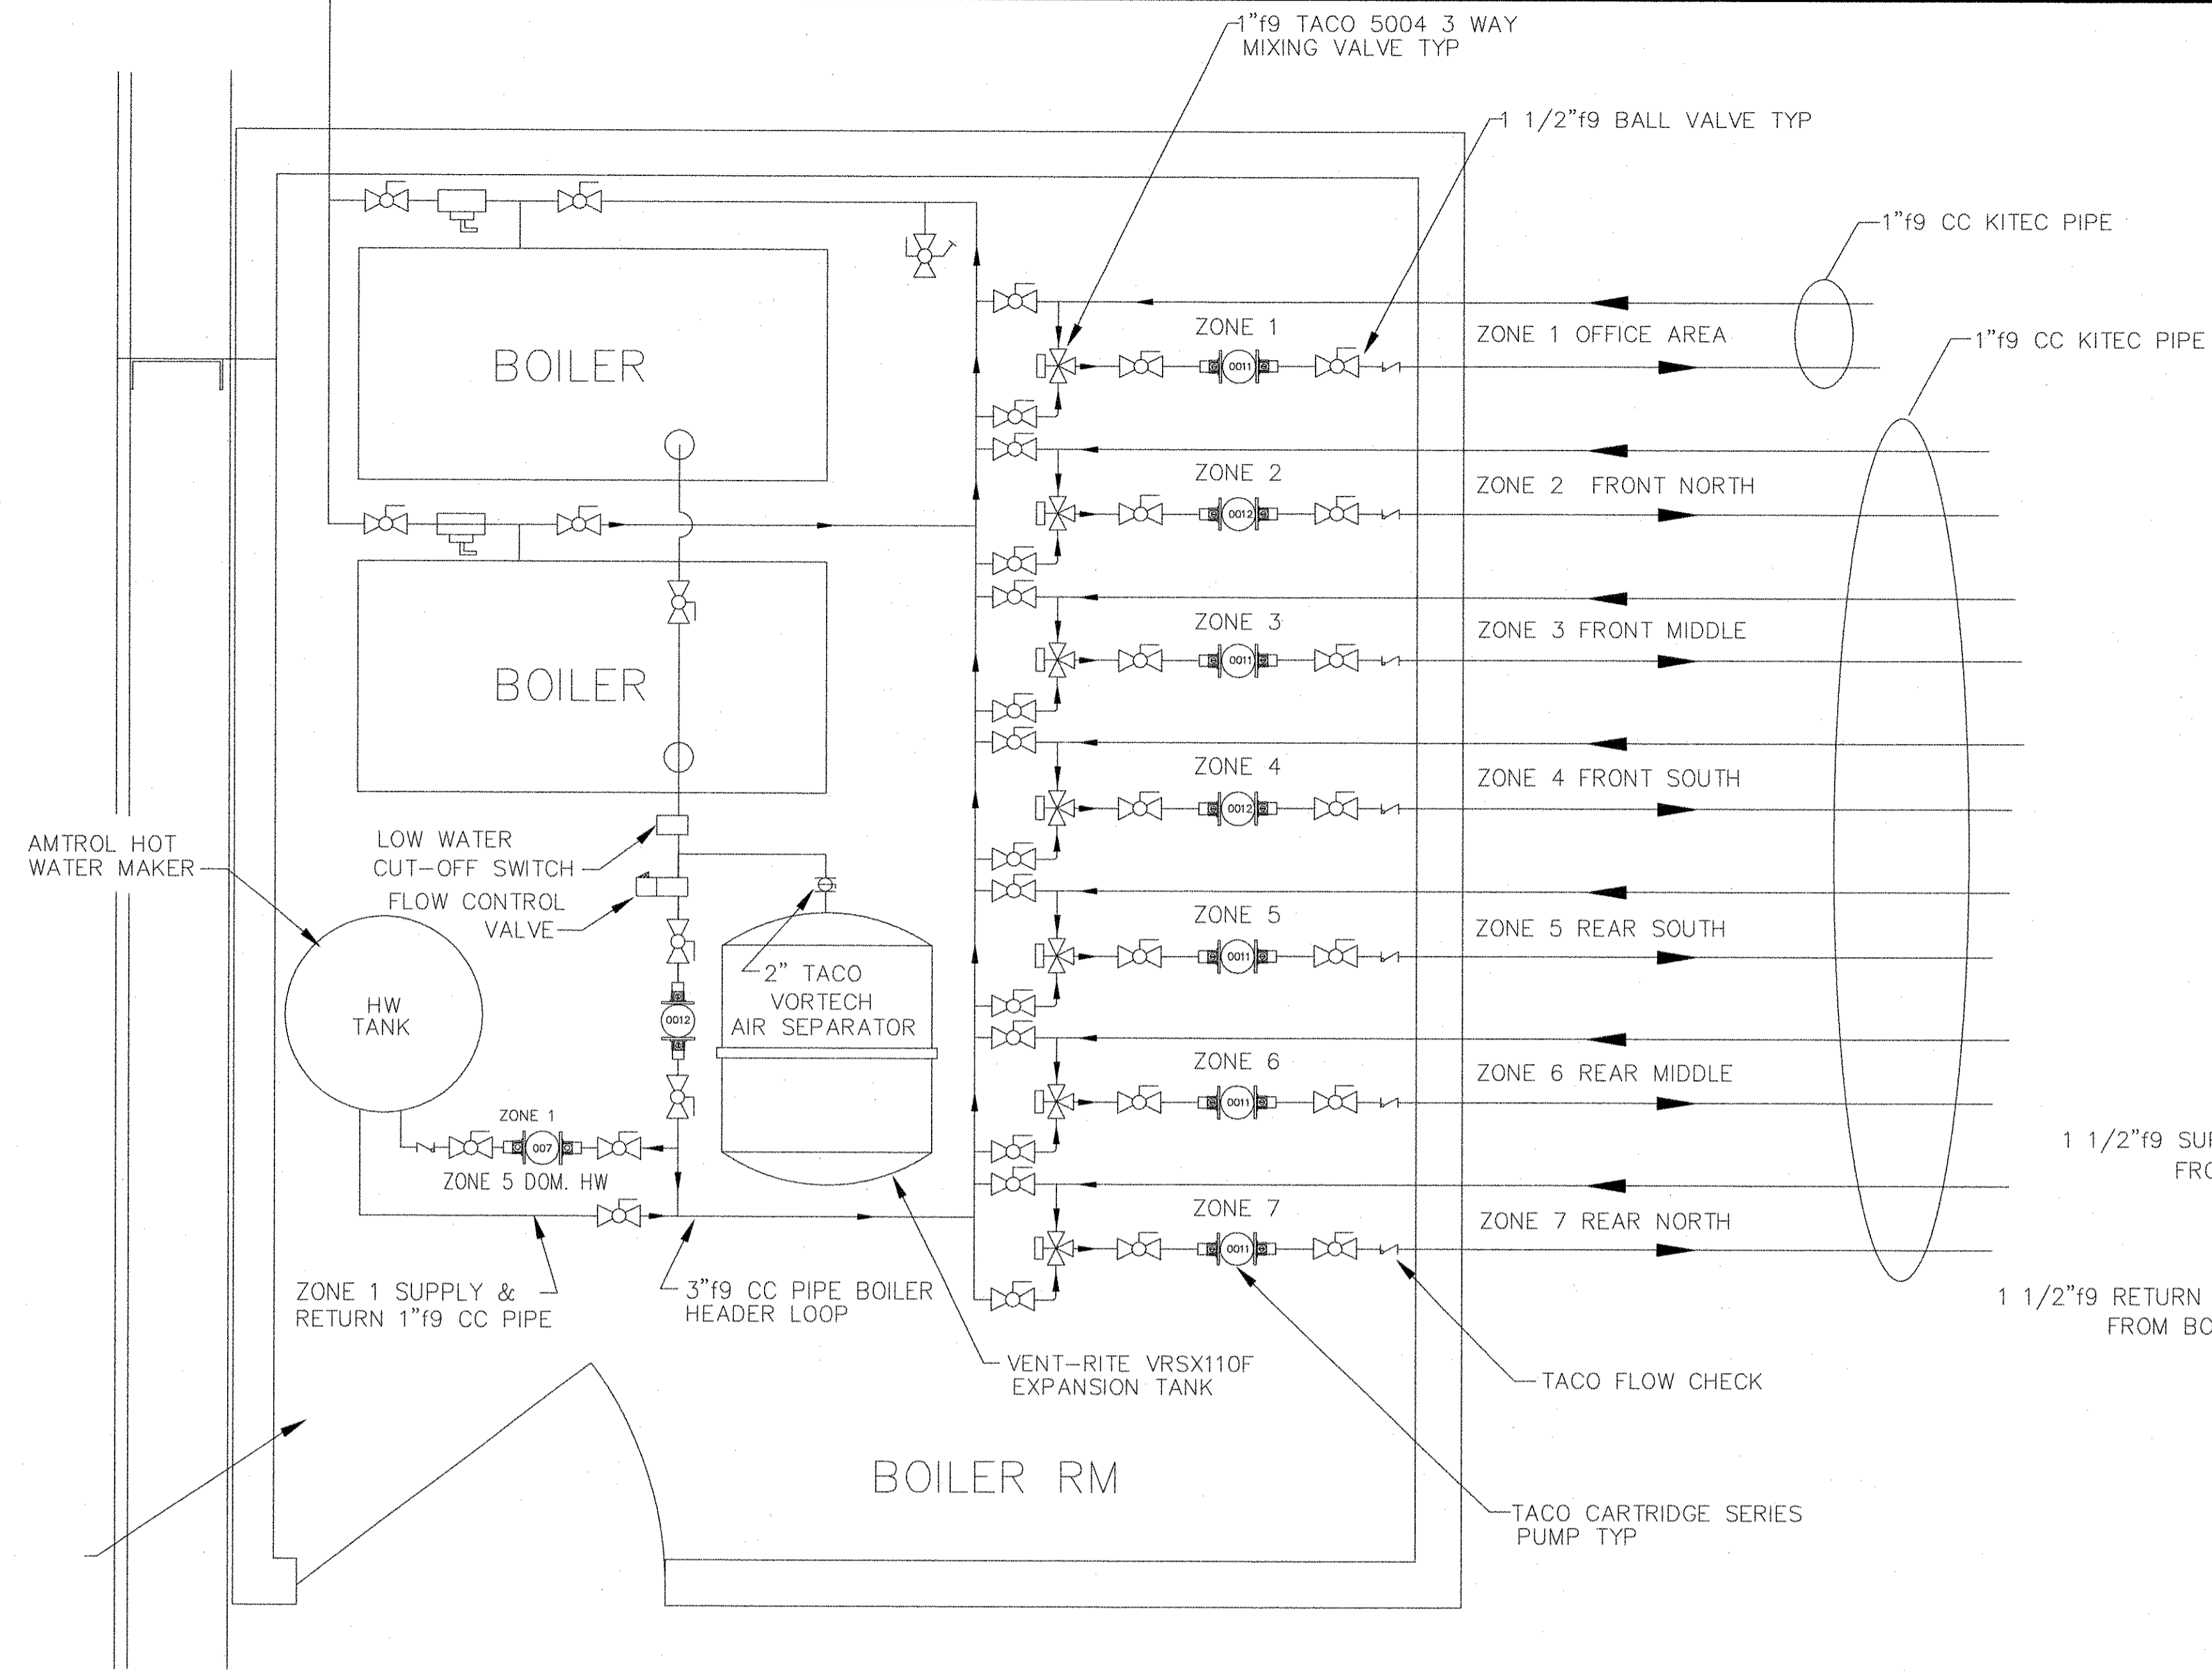 1"f9 TACO 5004 3 WAY
MIXING VALVE TYP
1 1/2"f9 BALL VALVE TYP
1"f9 CC KITEC PIPE
1"f9 CC KITEC PIPE
BOILER
ZONE 1
0011
ZONE 1 OFFICE AREA
ZONE 2
0012
ZONE 2 FRONT NORTH
BOILER
ZONE 3
0011
ZONE 3 FRONT MIDDLE
ZONE 4
0012
ZONE 4 FRONT SOUTH
AMTROL HOT
WATER MAKER
LOW WATER
CUT-OFF SWITCH
FLOW CONTROL
VALVE
ZONE 5
0011
ZONE 5 REAR SOUTH
HW
TANK
0012
2" TACO
VORTECH
AIR SEPARATOR
ZONE 6
0011
ZONE 6 REAR MIDDLE
ZONE 1
007
ZONE 5 DOM. HW
1 1/2"f9 SUP
FRO
ZONE 7
0011
ZONE 7 REAR NORTH
ZONE 1 SUPPLY &
RETURN 1"f9 CC PIPE
3"f9 CC PIPE BOILER
HEADER LOOP
1 1/2"f9 RETURN
FROM BO
VENT-RITE VRSX110F
EXPANSION TANK
TACO FLOW CHECK
BOILER RM
TACO CARTRIDGE SERIES
PUMP TYP